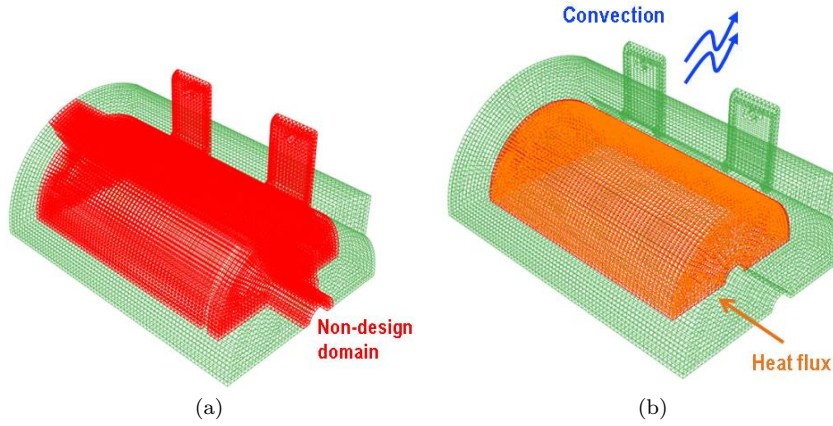 Convection
Non-design
domain
Heat flux
(a)
(b)